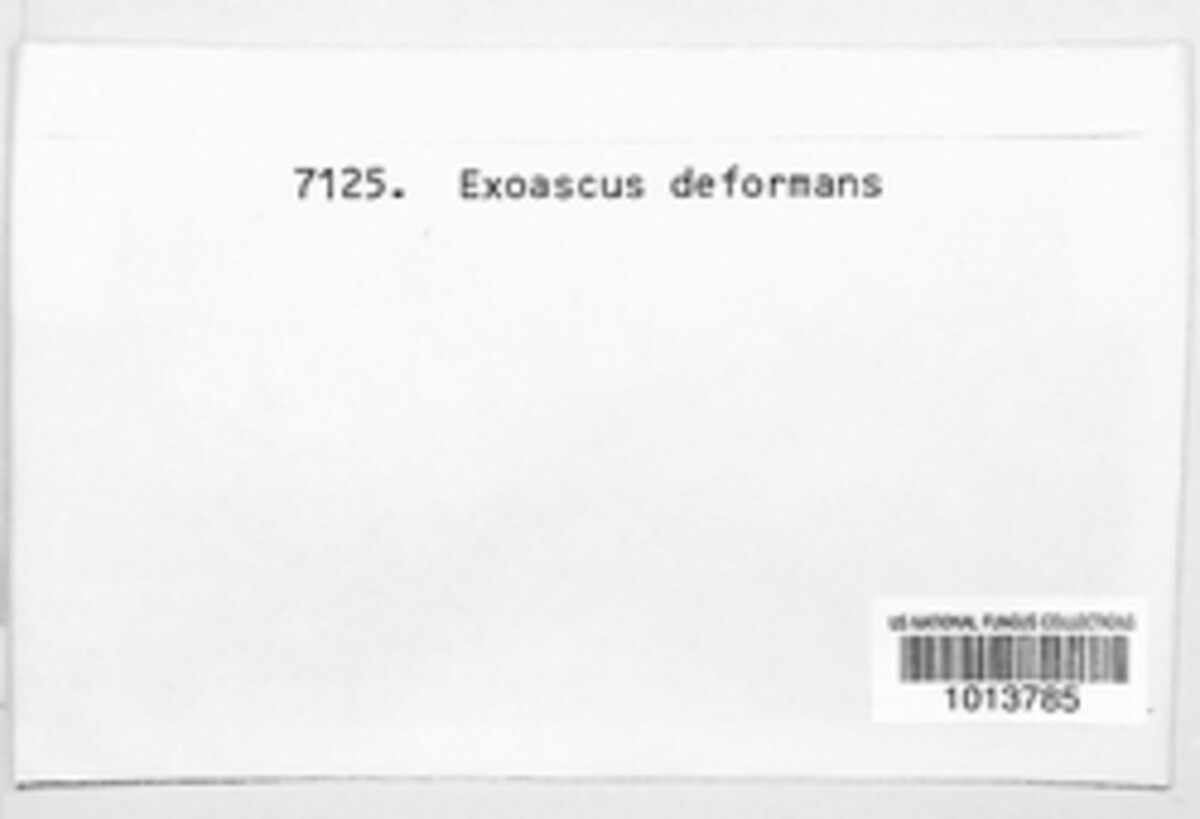 7125. Exoascus deformans
US NATIONAL FUNGUS COLLECTIONS
1013785